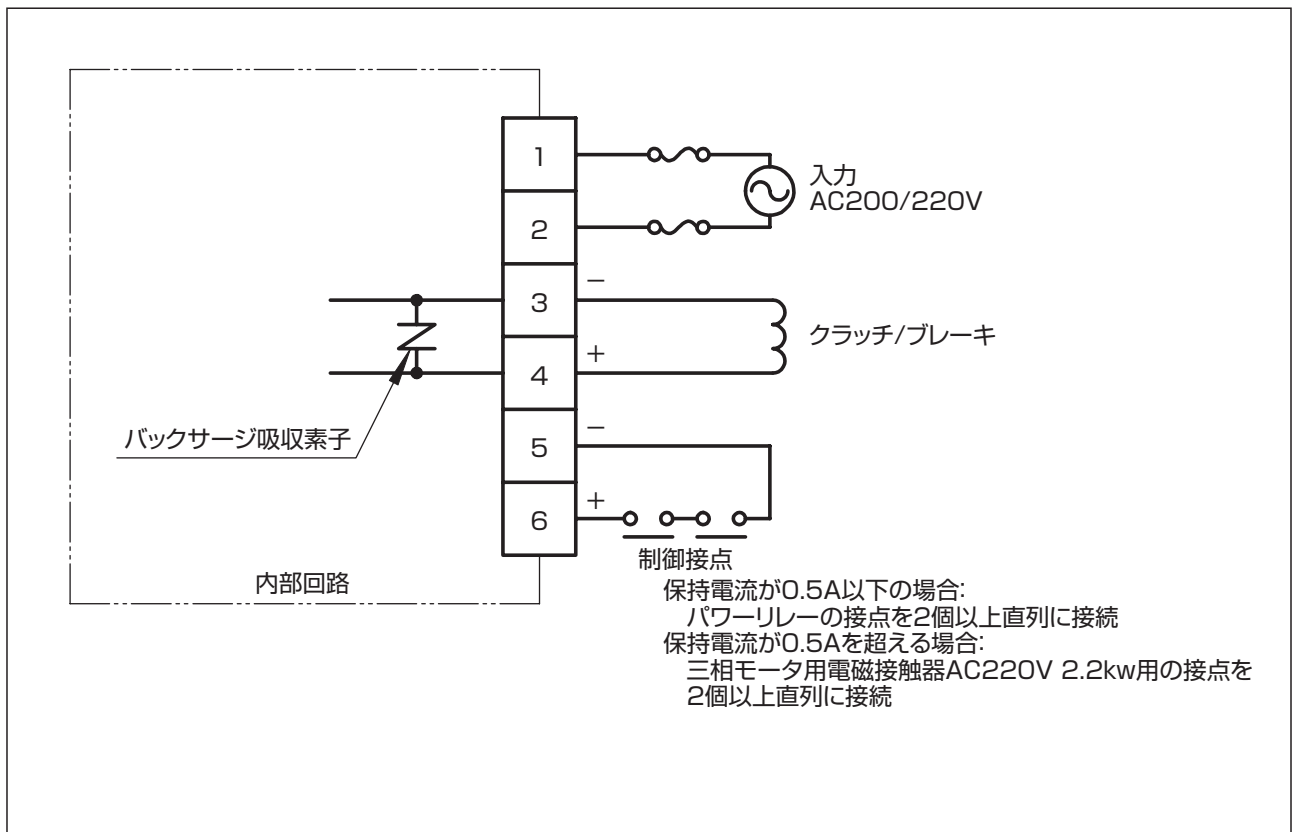 1
入力
AC200/220V
2
－
3
クラッチ/ブレーキ
＋
4
バックサージ吸収素子
－
5
＋
6
制御接点
内部回路
保持電流が0.5A以下の場合:
パワーリレーの接点を2個以上直列に接続
保持電流が0.5Aを超える場合:
三相モータ用電磁接触器AC220V 2.2kw用の接点を
2個以上直列に接続